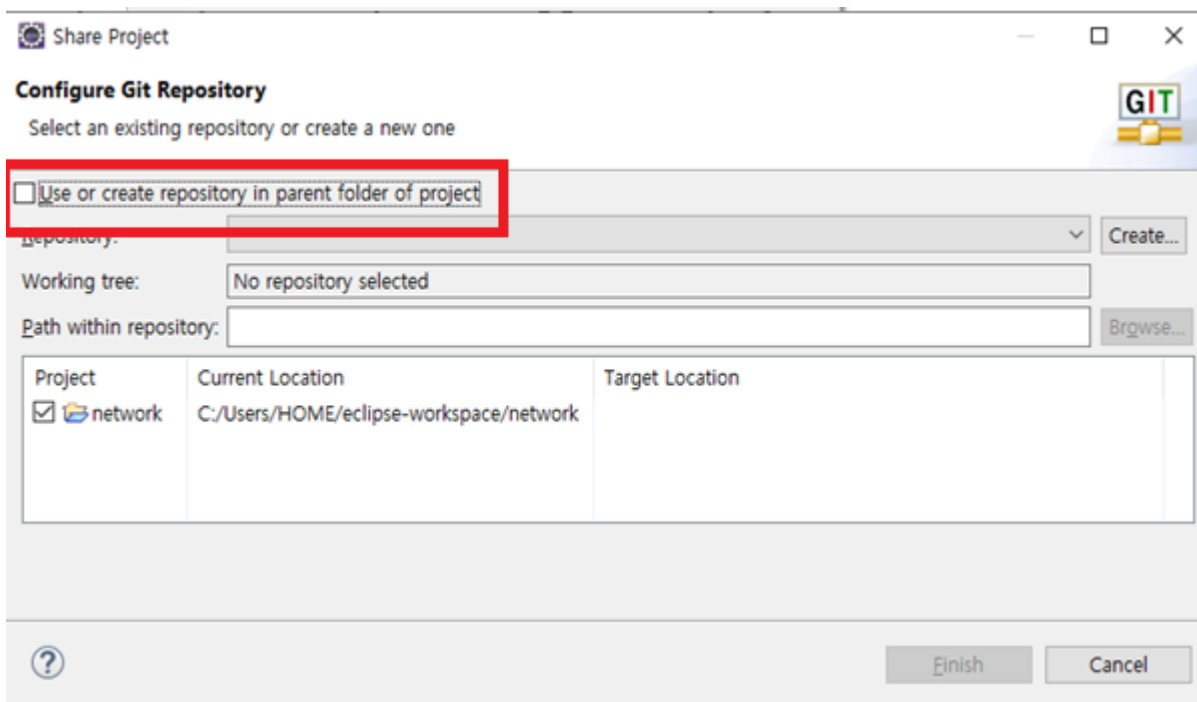 Share Project
Configure Git Repository
Select an existing repository or create a new one
GIT
Use or create repository in parent folder of project
Repository:
Create...
Working tree:
No repository selected
Path within repository:
Browse...
Project Current Location Target Location
network C:/Users/HOME/eclipse-workspace/network
?
Finish Cancel